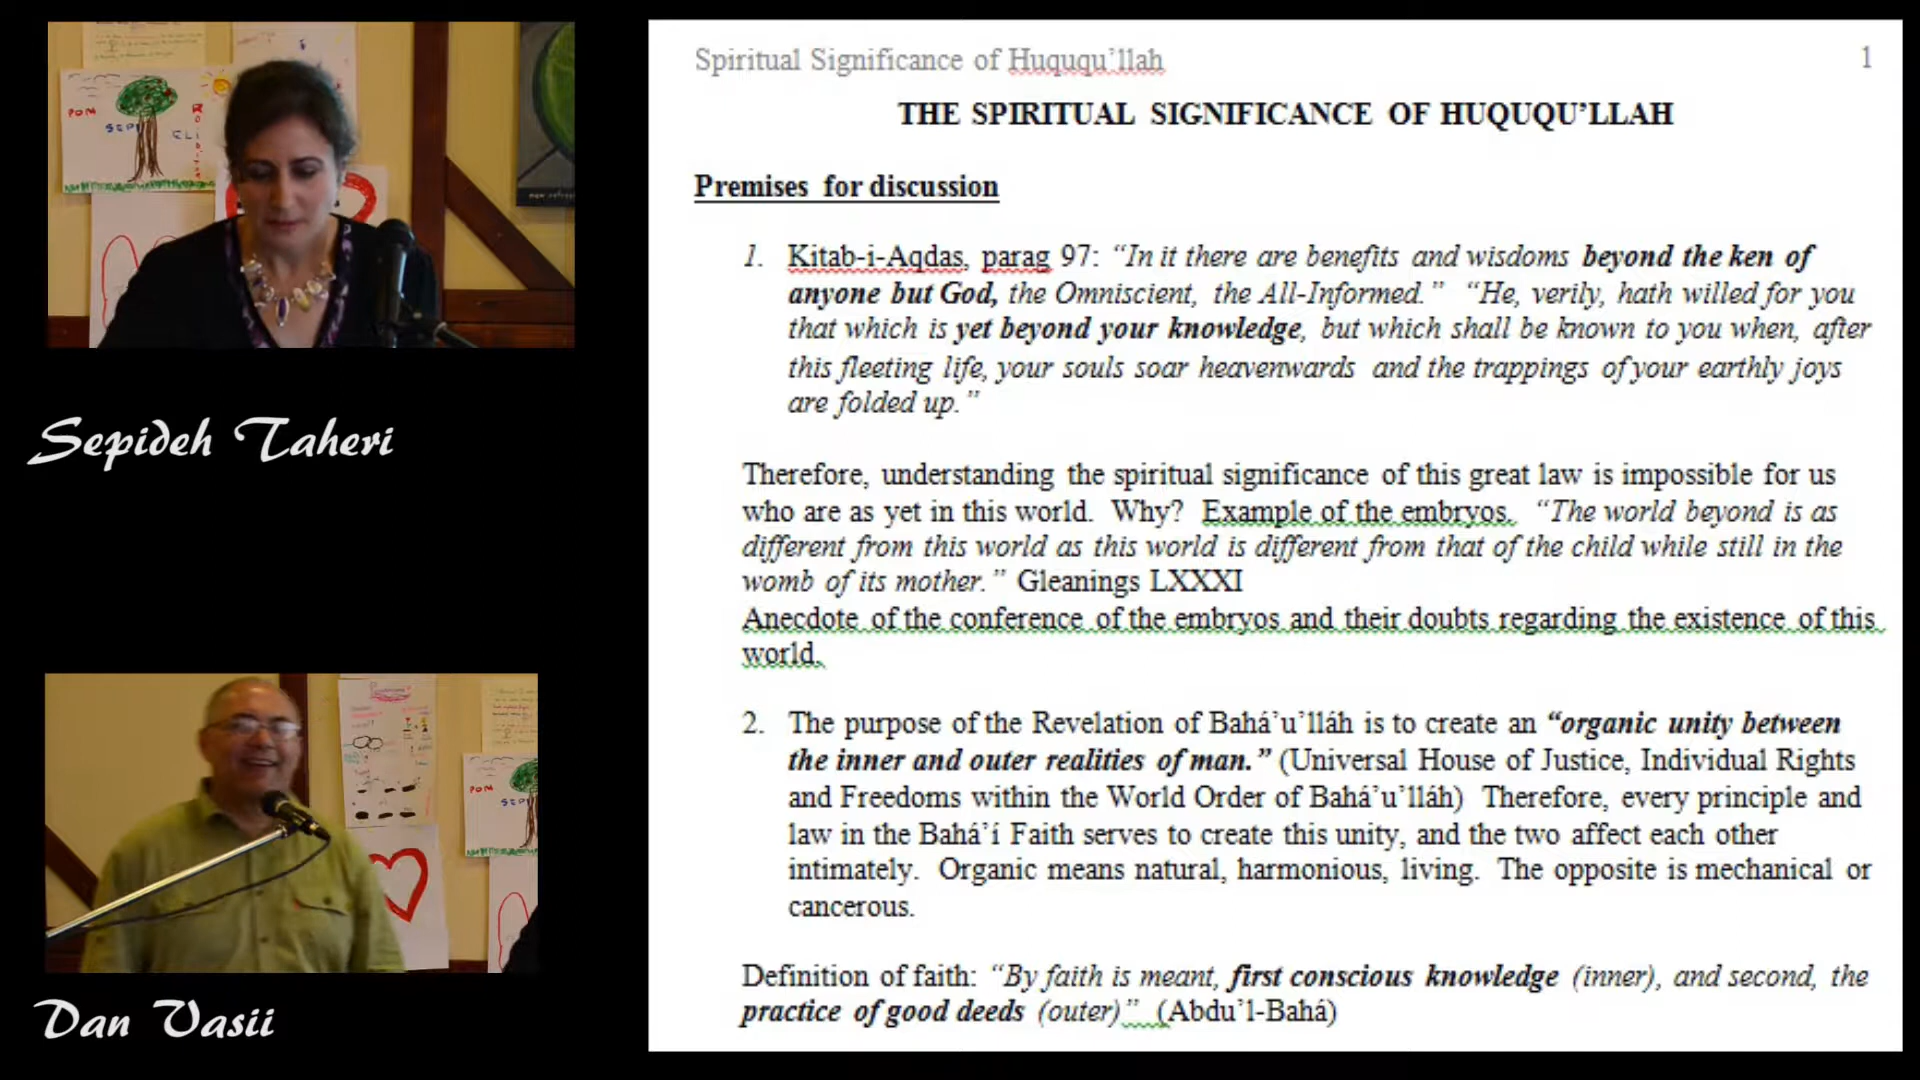 POM
SEPI
ELI
Sepideh Taheri
POM
SEPI
Dan Vasii
Spiritual Significance of Huququ’llah 1
THE SPIRITUAL SIGNIFICANCE OF HUQUQU’LLAH
Premises for discussion
1. Kitab-i-Aqdas, parag 97: “In it there are benefits and wisdoms beyond the ken of
anyone but God, the Omniscient, the All-Informed.” “He, verily, hath willed for you
that which is yet beyond your knowledge, but which shall be known to you when, after
this fleeting life, your souls soar heavenwards and the trappings of your earthly joys
are folded up.”
Therefore, understanding the spiritual significance of this great law is impossible for us
who are as yet in this world. Why? Example of the embryos. “The world beyond is as
different from this world as this world is different from that of the child while still in the
womb of its mother.” Gleanings LXXXI
Anecdote of the conference of the embryos and their doubts regarding the existence of this
world.
2. The purpose of the Revelation of Bahá’u’lláh is to create an “organic unity between
the inner and outer realities of man.” (Universal House of Justice, Individual Rights
and Freedoms within the World Order of Bahá’u’lláh) Therefore, every principle and
law in the Bahá’í Faith serves to create this unity, and the two affect each other
intimately. Organic means natural, harmonious, living. The opposite is mechanical or
cancerous.
Definition of faith: “By faith is meant, first conscious knowledge (inner), and second, the
practice of good deeds (outer)” (Abdu’l-Bahá)